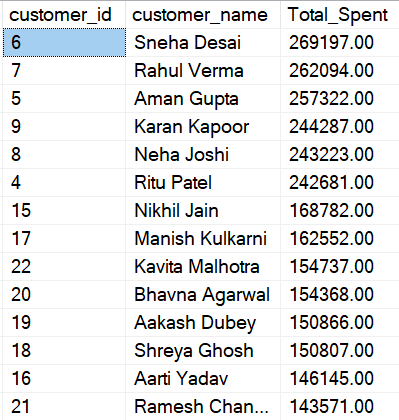 customer_id customer_name Total_Spent
6 Sneha Desai 269197.00
7 Rahul Verma 262094.00
5 Aman Gupta 257322.00
9 Karan Kapoor 244287.00
8 Neha Joshi 243223.00
4 Ritu Patel 242681.00
15 Nikhil Jain 168782.00
17 Manish Kulkarni 162552.00
22 Kavita Malhotra 154737.00
20 Bhavna Agarwal 154368.00
19 Aakash Dubey 150866.00
18 Shreya Ghosh 150807.00
16 Aarti Yadav 146145.00
21 Ramesh Chan... 143571.00